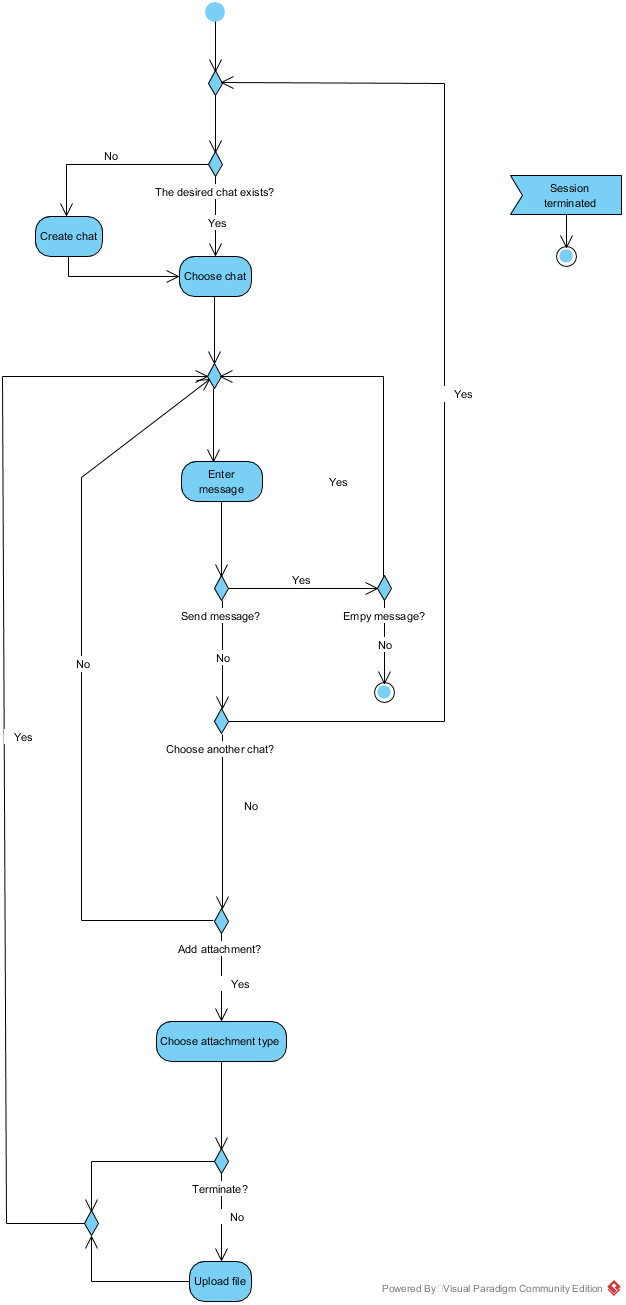 No
The desired chat exists?
Yes
Session
terminated
Create chat
Choose chat
Yes
Enter
message
Yes
Yes
Send message?
Empy message?
No
No
No
Yes
Choose another chat?
No
Add attachment?
Yes
Choose attachment type
Terminate?
No
Upload file
Powered By Visual Paradigm Community Edition